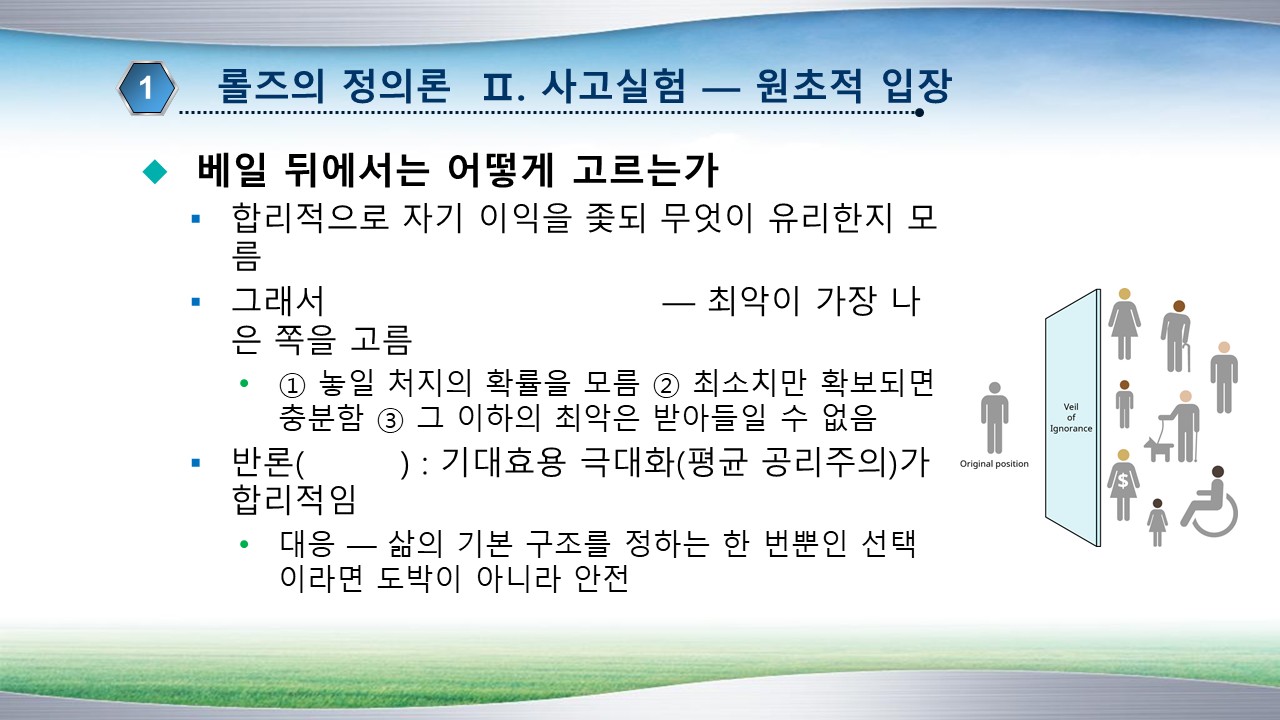 1
롤즈의 정의론 Ⅱ. 사고실험 — 원초적 입장
◆ 베일 뒤에서는 어떻게 고르는가
▪ 합리적으로 자기 이익을 좇되 무엇이 유리한지 모
름
▪ 그래서 — 최악이 가장 나
은 쪽을 고름
• ① 놓일 처지의 확률을 모름 ② 최소치만 확보되면
충분함 ③ 그 이하의 최악은 받아들일 수 없음
▪ 반론( ) : 기대효용 극대화(평균 공리주의)가
합리적임
• 대응 — 삶의 기본 구조를 정하는 한 번뿐인 선택
이라면 도박이 아니라 안전
Original position
Veil
of
Ignorance
$